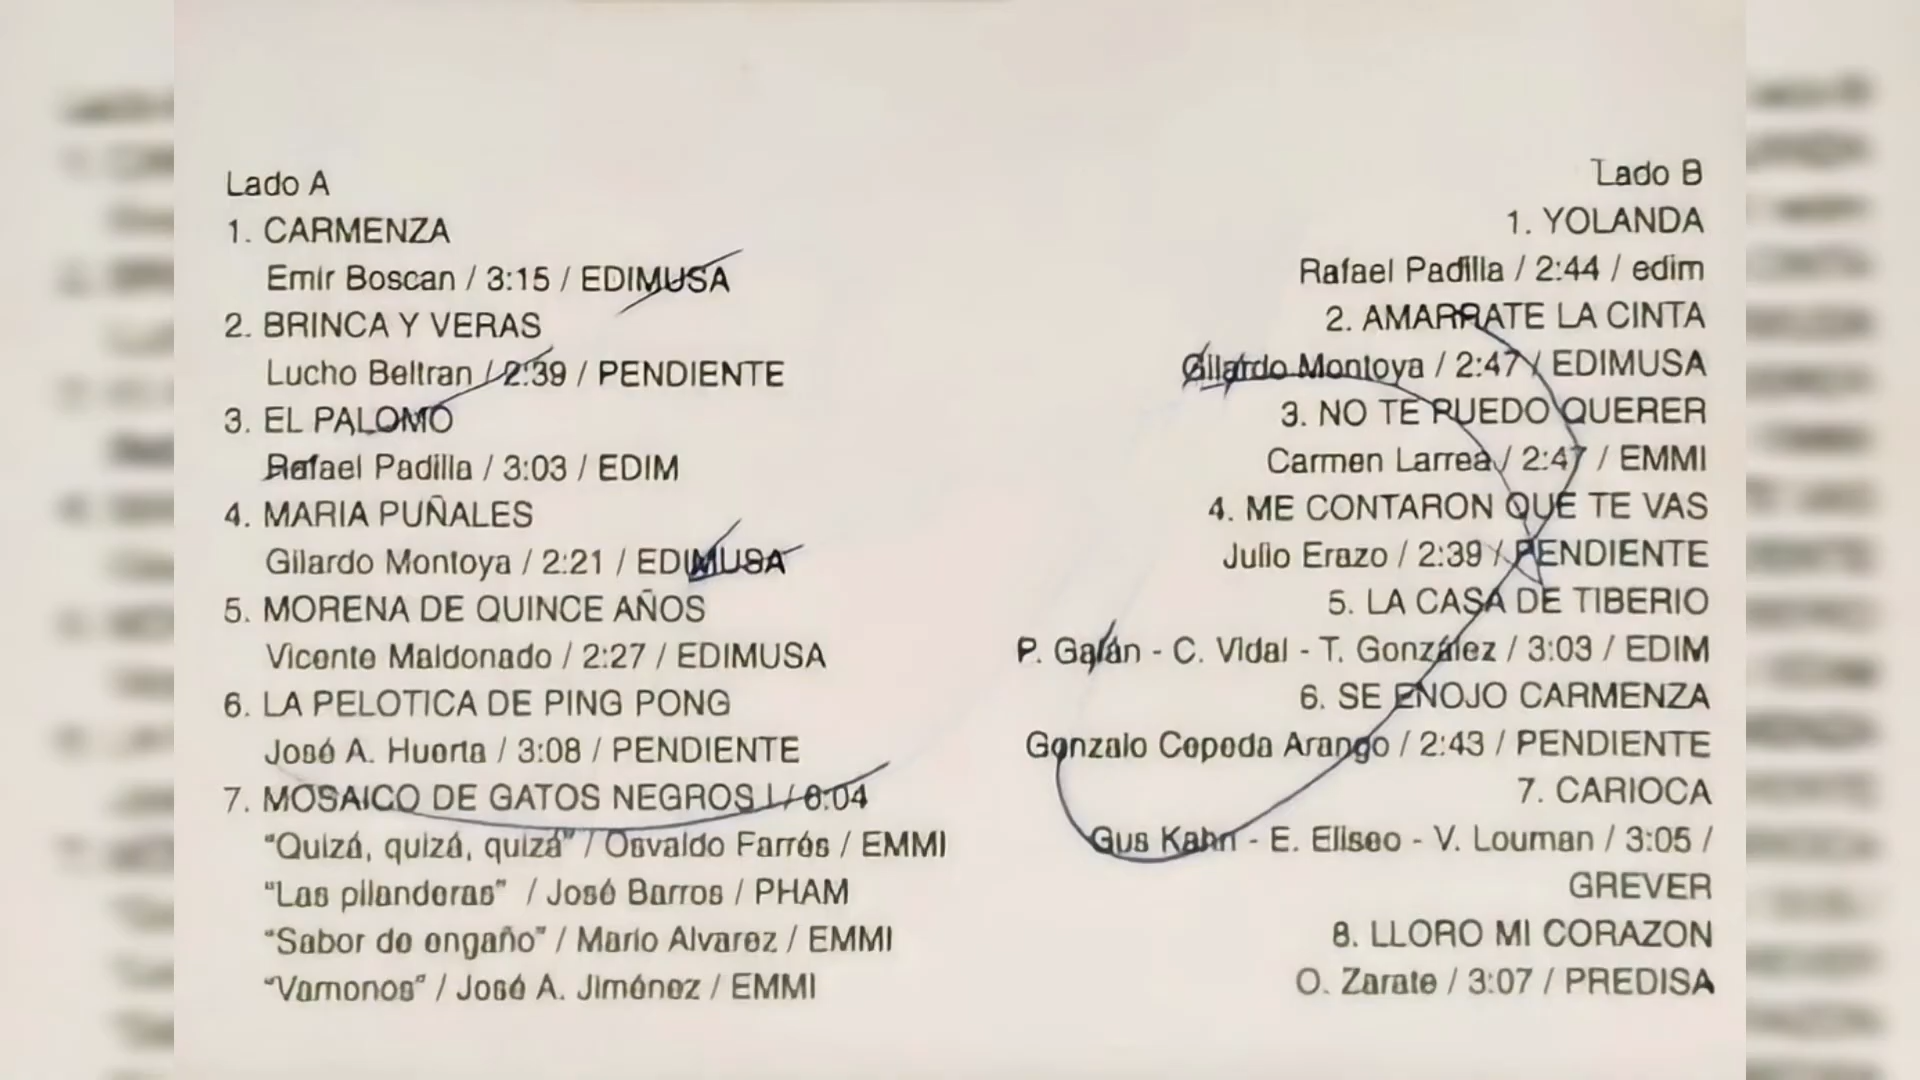 Lado A
1. CARMENZA
Emir Boscan / 3:15 / EDIMUSA
2. BRINCA Y VERAS
Lucho Beltran / 2:39 / PENDIENTE
3. EL PALOMO
Rafael Padilla / 3:03 / EDIM
4. MARIA PUÑALES
Gilardo Montoya / 2:21 / EDIMUSA
5. MORENA DE QUINCE AÑOS
Vicente Maldonado / 2:27 / EDIMUSA
6. LA PELOTICA DE PING PONG
José A. Huerta / 3:08 / PENDIENTE
7. MOSAICO DE GATOS NEGROS I / 6:04
“Quizá, quizá, quizá” / Osvaldo Farrés / EMMI
“Las pilanderas” / José Barros / PHAM
“Sabor de engaño” / Mario Alvarez / EMMI
“Vamonos” / José A. Jiménez / EMMI
Lado B
1. YOLANDA
Rafael Padilla / 2:44 / edim
2. AMARRATE LA CINTA
Gilardo Montoya / 2:47 / EDIMUSA
3. NO TE PUEDO QUERER
Carmen Larrea / 2:47 / EMMI
4. ME CONTARON QUE TE VAS
Julio Erazo / 2:39 / PENDIENTE
5. LA CASA DE TIBERIO
P. Galán - C. Vidal - T. González / 3:03 / EDIM
6. SE ENOJO CARMENZA
Gonzalo Cepeda Arango / 2:43 / PENDIENTE
7. CARIOCA
Gus Kahn - E. Eliseo - V. Louman / 3:05 /
GREVER
8. LLORO MI CORAZON
O. Zarate / 3:07 / PREDISA